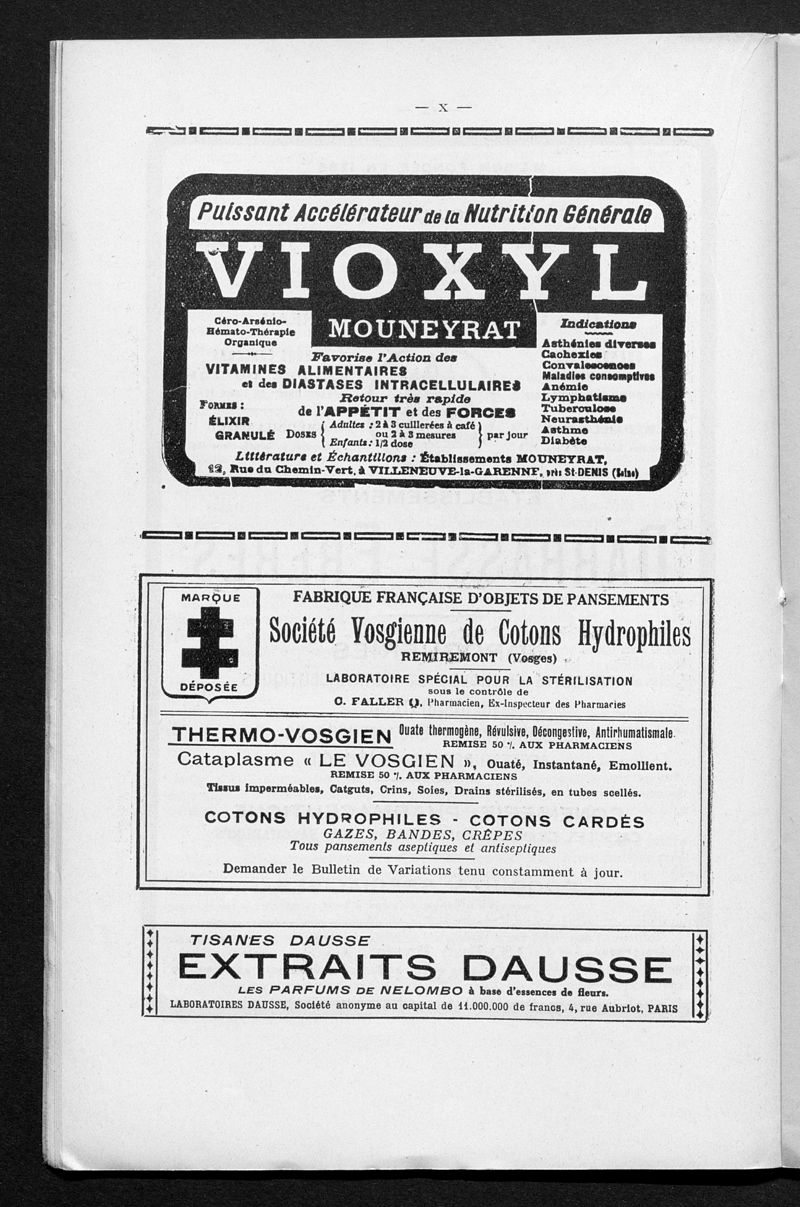 — X —
Puissant Accélérateur de la Nutrition Générale
VIOXYL
MOUNEYRAT
Céro-Arsénio-
Hémato-Thérapie
Organique
Favorise l'Action des
VITAMINES ALIMENTAIRES
et des DIASTASES INTRACELLULAIRES
Retour très rapide
de l'APPÉTIT et des FORCES
FORMES :
ÉLIXIR
GRANULÉ
DOSES
Adultes : 2 à 3 cuillerées à café
ou 2 à 3 mesures
Enfants : 1/2 dose
par jour
Indications
Asthénies diverses
Cachexies
Convalescences
Maladies consomptives
Anémie
Lymphatisme
Tuberculose
Neurasthénie
Asthme
Diabète
Littérature et Échantillons : Établissements MOUNEYRAT,
12, Rue du Chemin-Vert, à VILLENEUVE-la-GARENNE, près St-DENIS (Seine)
MARQUE
DÉPOSÉE
FABRIQUE FRANÇAISE D'OBJETS DE PANSEMENTS
Société Vosgienne de Cotons Hydrophiles
REMIREMONT (Vosges)
LABORATOIRE SPÉCIAL POUR LA STÉRILISATION
sous le contrôle de
O. FALLER, Pharmacien, Ex-Inspecteur des Pharmacies
THERMO-VOSGIEN Ouate thermogène, Révulsive, Décongestive, Antirhumatismale.
REMISE 50 % AUX PHARMACIENS
Cataplasme « LE VOSGIEN », Ouaté, Instantané, Emollient.
REMISE 50 % AUX PHARMACIENS
Tissus imperméables, Catguts, Crins, Soies, Drains stérilisés, en tubes scellés.
COTONS HYDROPHILES - COTONS CARDÉS
GAZES, BANDES, CRÊPES
Tous pansements aseptiques et antiseptiques
Demander le Bulletin de Variations tenu constamment à jour.
TISANES DAUSSE
EXTRAITS DAUSSE
LES PARFUMS DE NELOMBO à base d'essences de fleurs.
LABORATOIRES DAUSSE, Société anonyme au capital de 11.000.000 de francs, 4, rue Aubriot, PARIS